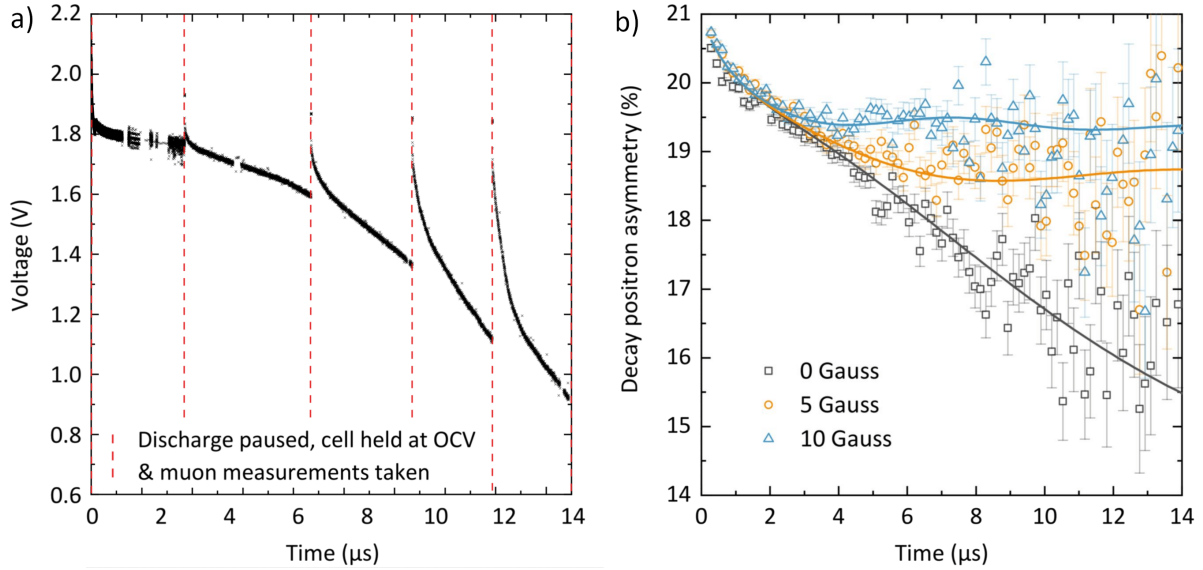 a)
2.2
2.0
1.8
1.6
1.4
1.2
1.0
0.8
0.6
Voltage (V)
Discharge paused, cell held at OCV
& muon measurements taken
0 2 4 6 8 10 12 14
Time (μs)
b)
21
20
19
18
17
16
15
14
Decay positron asymmetry (%)
0 Gauss
5 Gauss
10 Gauss
0 2 4 6 8 10 12 14
Time (μs)